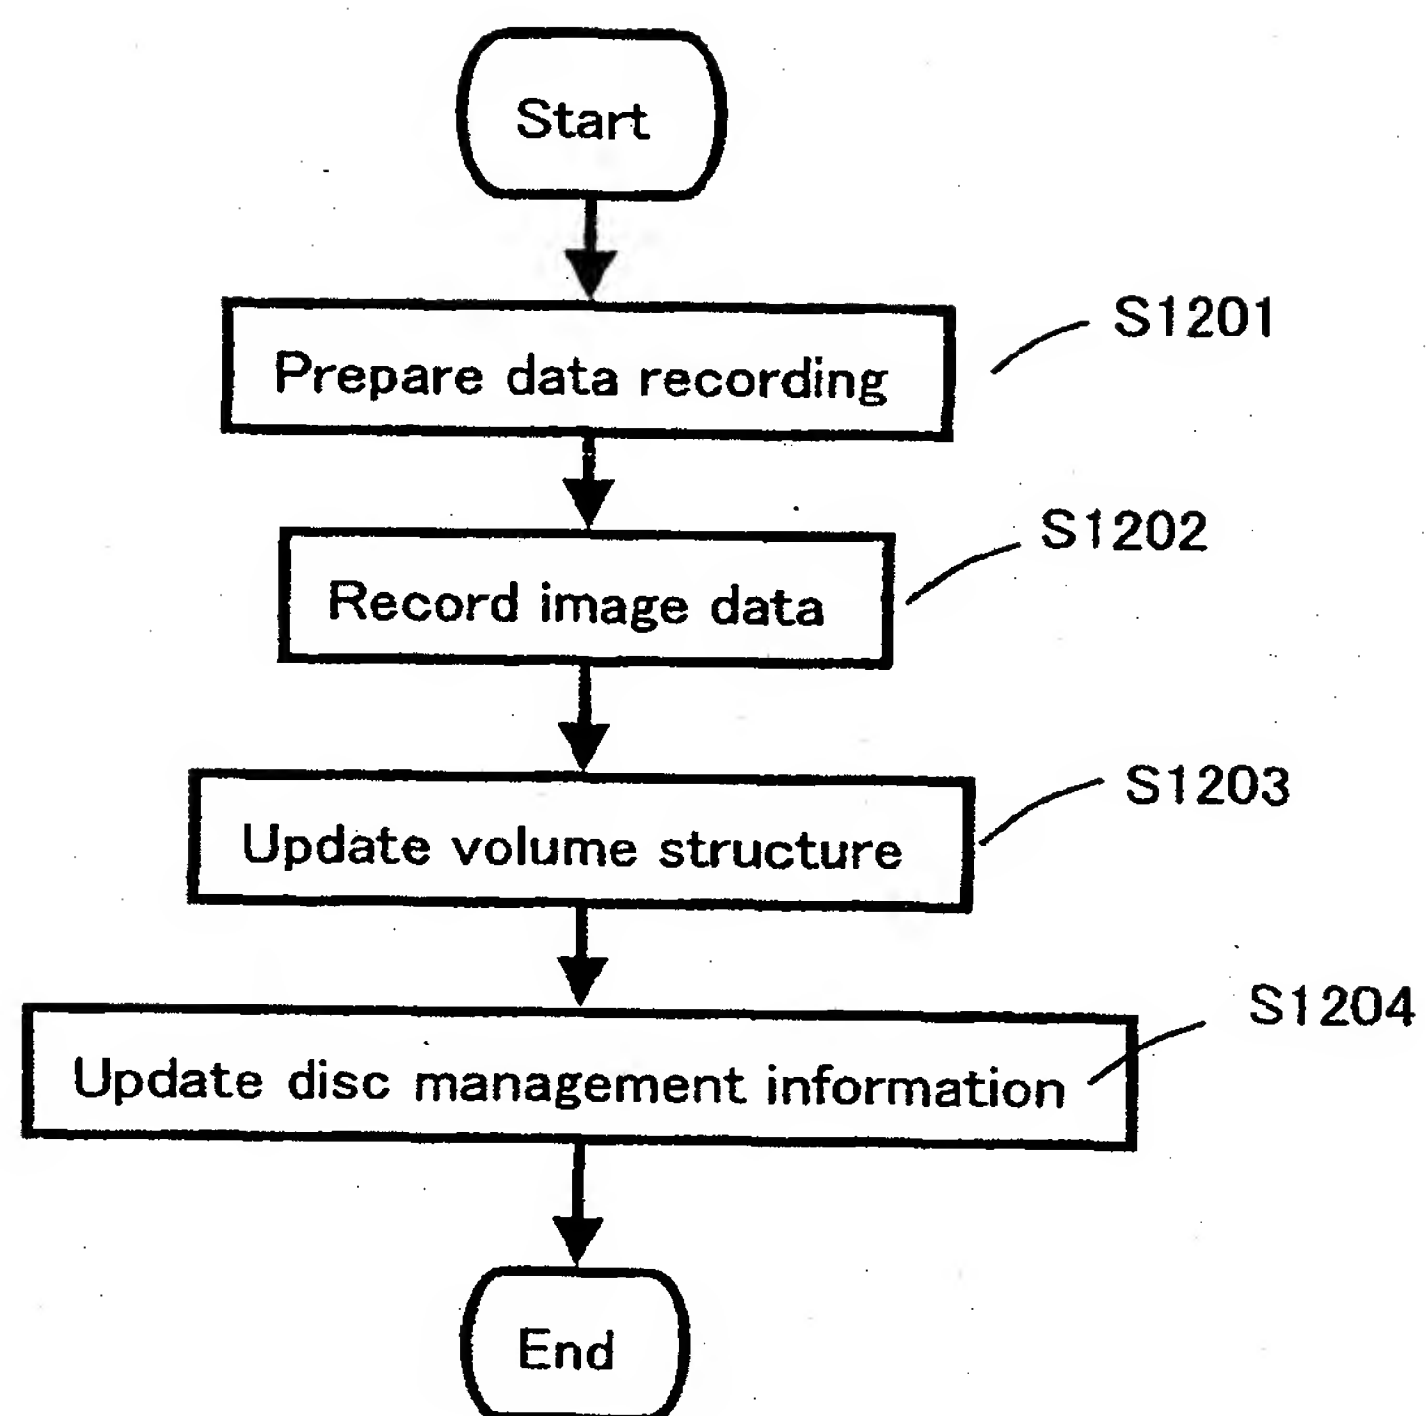 Start
Prepare data recording
S1201
Record image data
S1202
Update volume structure
S1203
Update disc management information
S1204
End